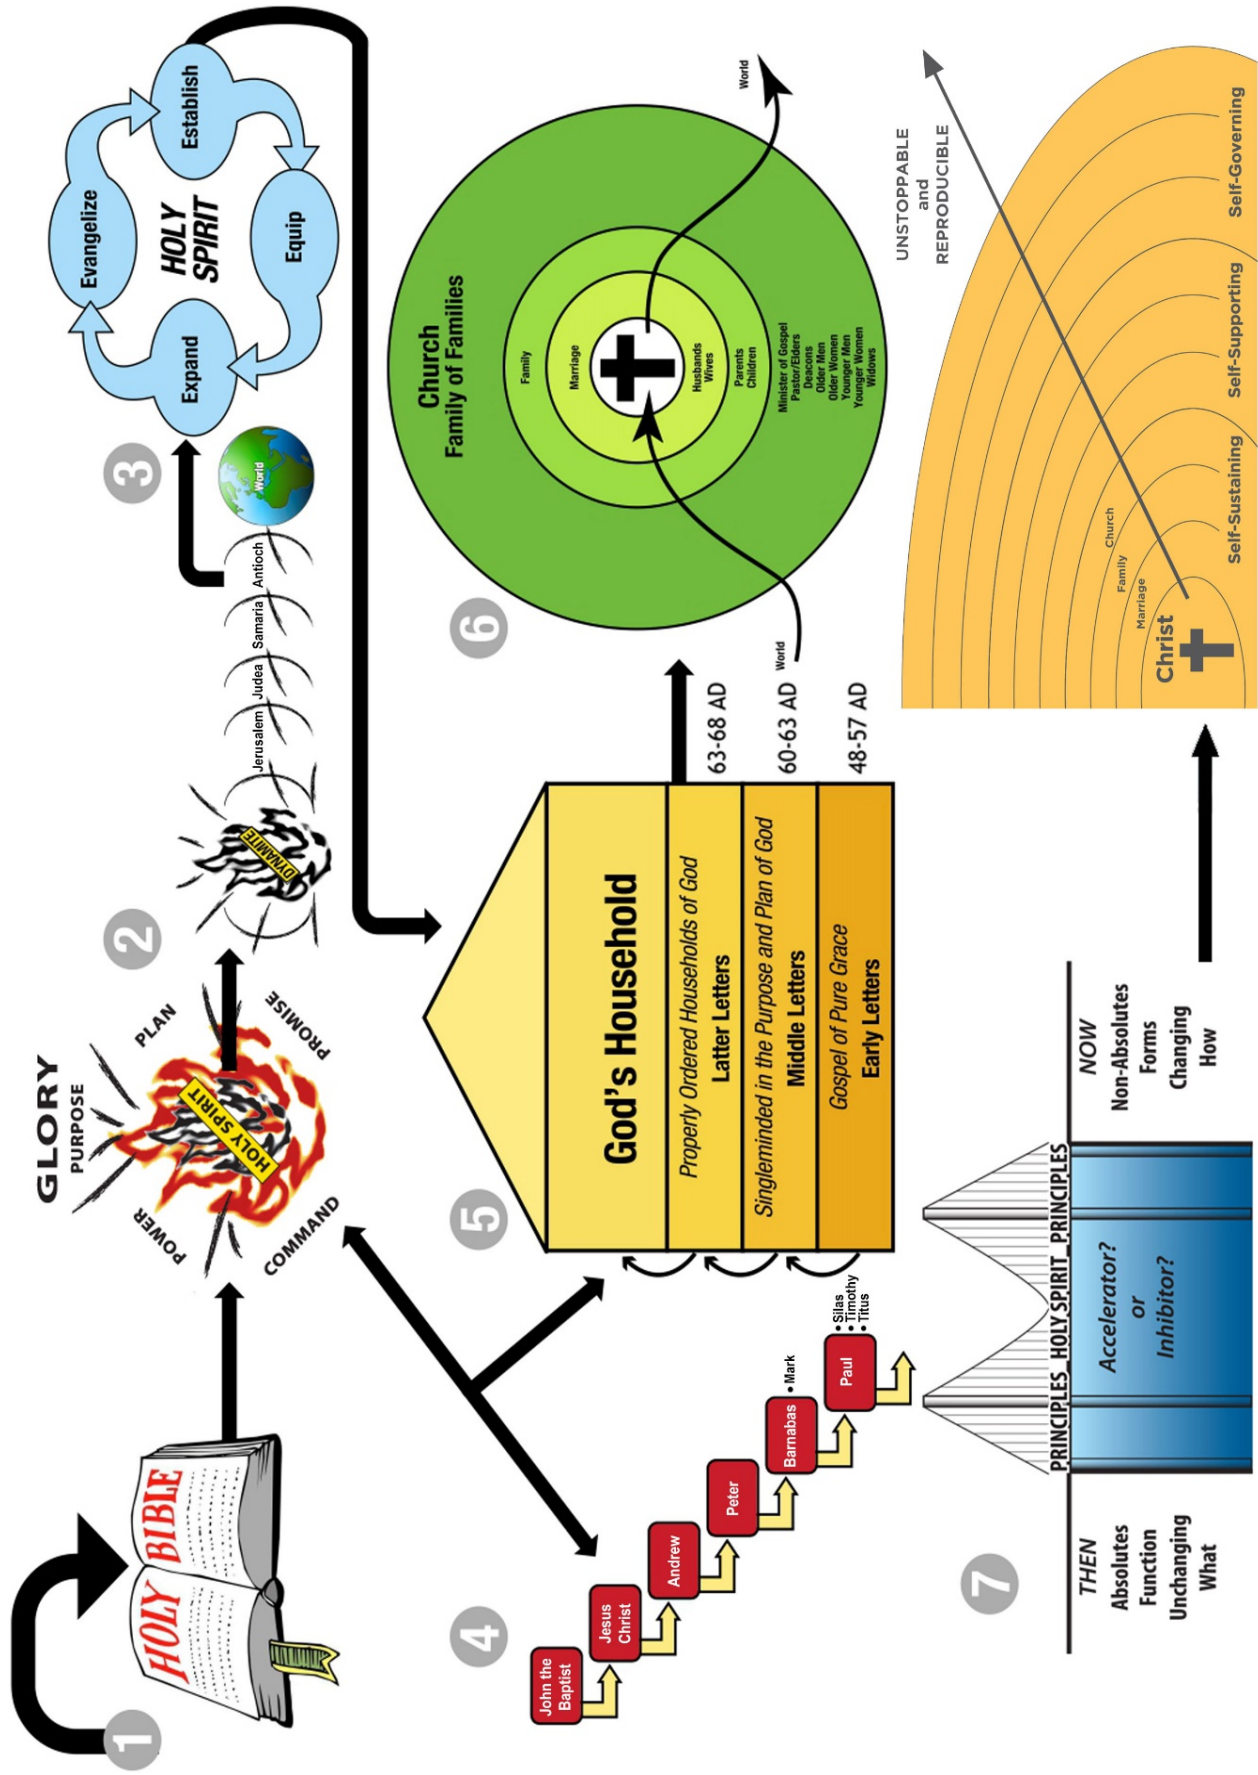 1
HOLY
BIBLE
GLORY
PURPOSE
POWER
PLAN
COMMAND
PROMISE
HOLY SPIRIT
2
DYNAMITE
Jerusalem
Judea
Samaria
Antioch
World
3
Evangelize
Establish
Equip
Expand
HOLY
SPIRIT
4
John the
Baptist
Jesus
Christ
Andrew
Peter
Barnabas
• Mark
Paul
• Silas
• Timothy
• Titus
5
God's Household
Properly Ordered Households of God
Latter Letters
63-68 AD
Singleminded in the Purpose and Plan of God
Middle Letters
60-63 AD
Gospel of Pure Grace
Early Letters
48-57 AD
6
Church
Family of Families
Family
Marriage
Husbands
Wives
Parents
Children
Minister of Gospel
Pastor/Elders
Deacons
Older Men
Older Women
Younger Men
Younger Women
Widows
World
World
7
THEN
Absolutes
Function
Unchanging
What
PRINCIPLES HOLY SPIRIT PRINCIPLES
Accelerator?
or
Inhibitor?
NOW
Non-Absolutes
Forms
Changing
How
UNSTOPPABLE
and
REPRODUCIBLE
Christ
Marriage
Family
Church
Self-Sustaining
Self-Supporting
Self-Governing